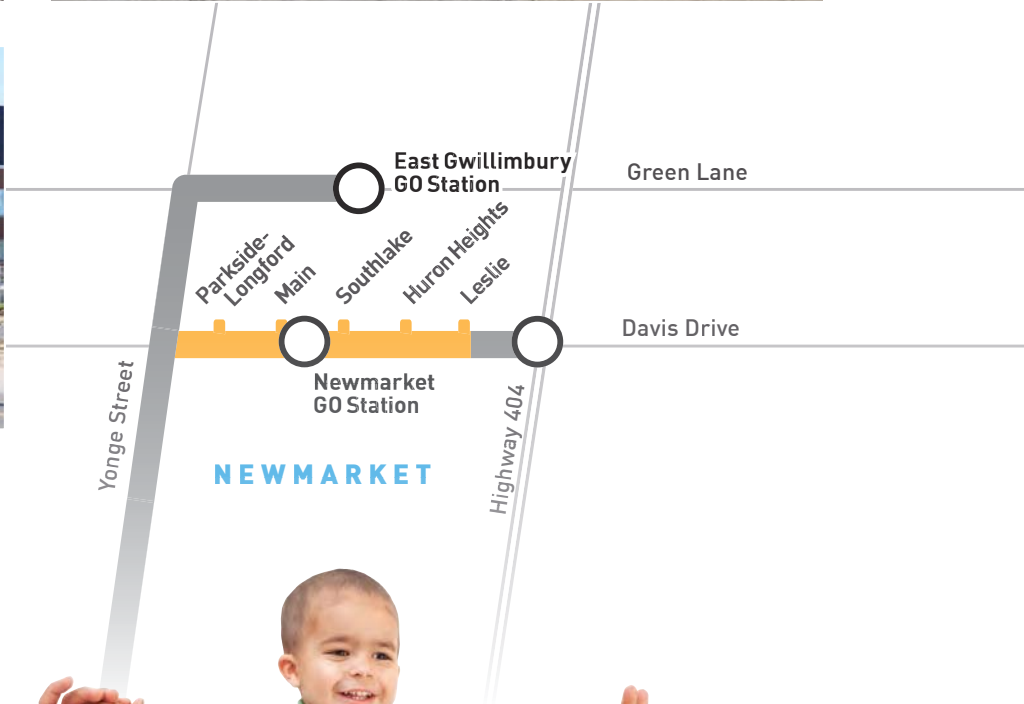 East Gwillimbury
GO Station
Green Lane
Parkside-
Longford
Main
Southlake
Huron Heights
Leslie
Davis Drive
Newmarket
GO Station
Yonge Street
Highway 404
NEWMARKET